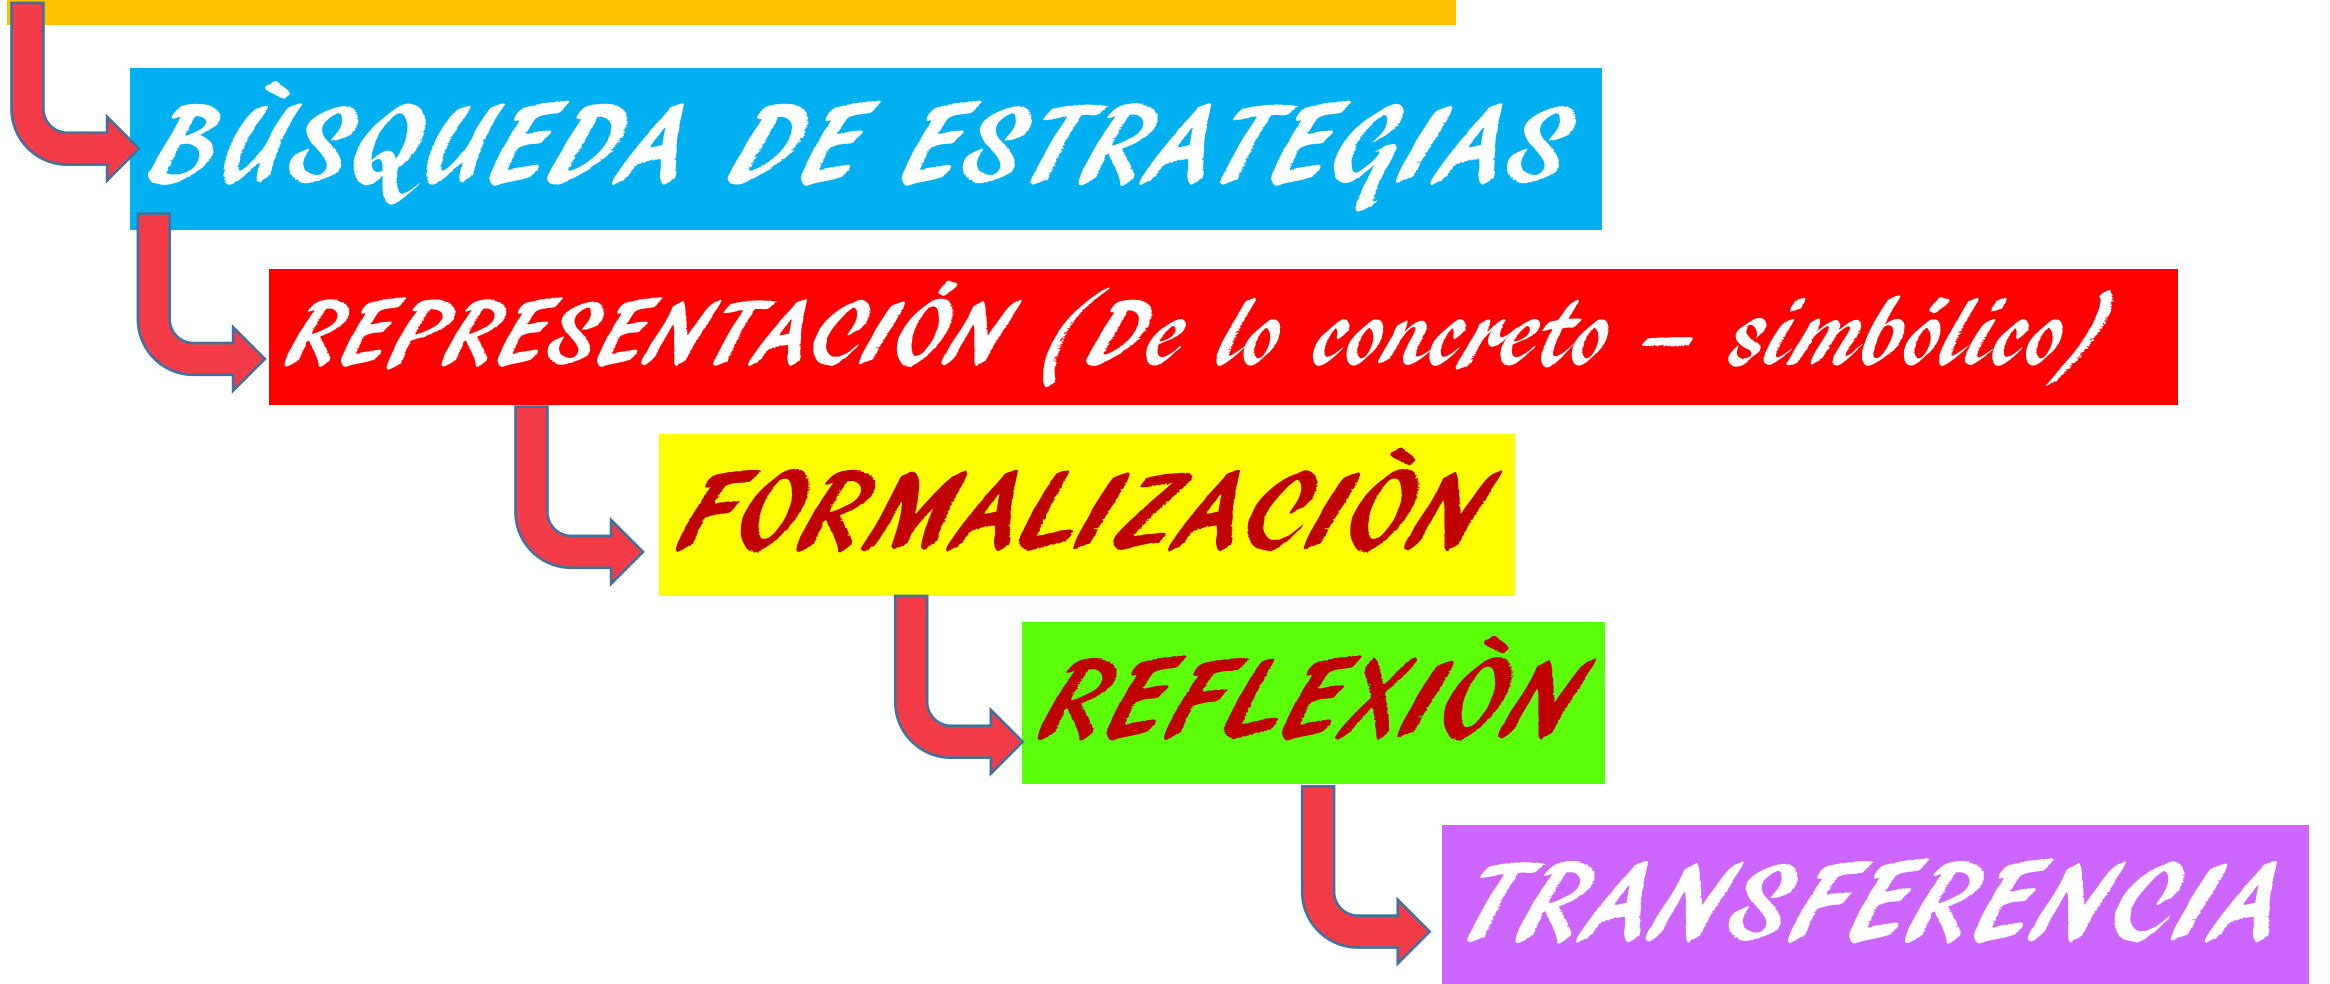 BÙSQUEDA DE ESTRATEGIAS
REPRESENTACIÓN (De lo concreto – simbólico)
FORMALIZACIÒN
REFLEXIÒN
TRANSFERENCIA